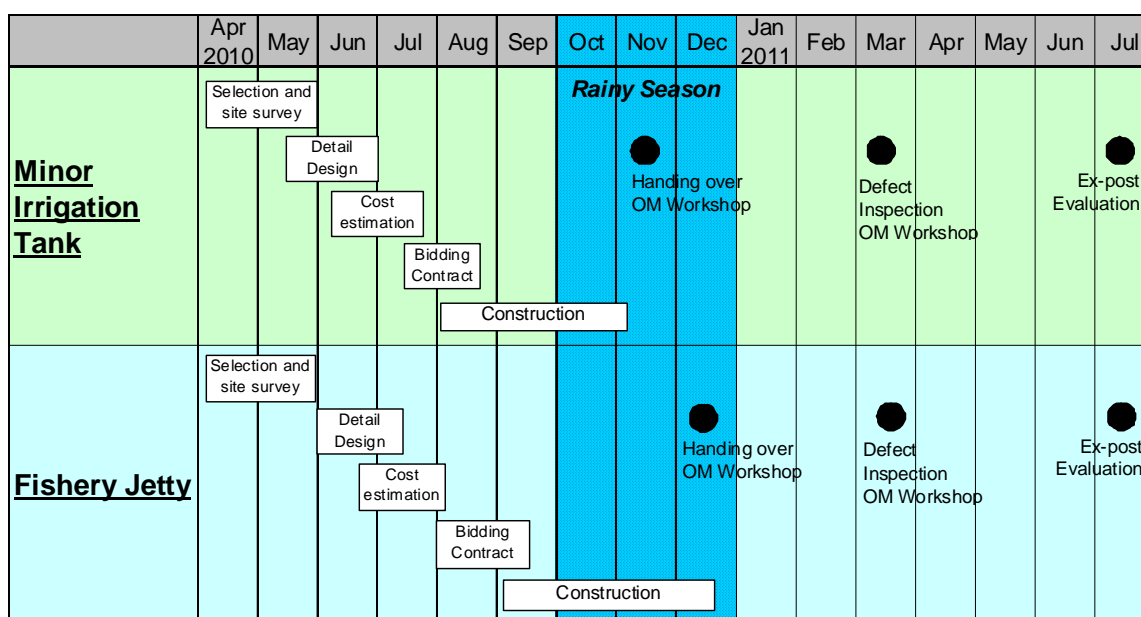 Apr 2010 May Jun Jul Aug Sep Oct Nov Dec Jan 2011 Feb Mar Apr May Jun Jul
Rainy Season
Minor
Irrigation
Tank
Selection and
site survey
Detail
Design
Cost
estimation
Bidding
Contract
Construction
Handing over
OM Workshop
Defect
Inspection
OM Workshop
Ex-post
Evaluation
Fishery Jetty
Selection and
site survey
Detail
Design
Cost
estimation
Bidding
Contract
Construction
Handing over
OM Workshop
Defect
Inspection
OM Workshop
Ex-post
Evaluation